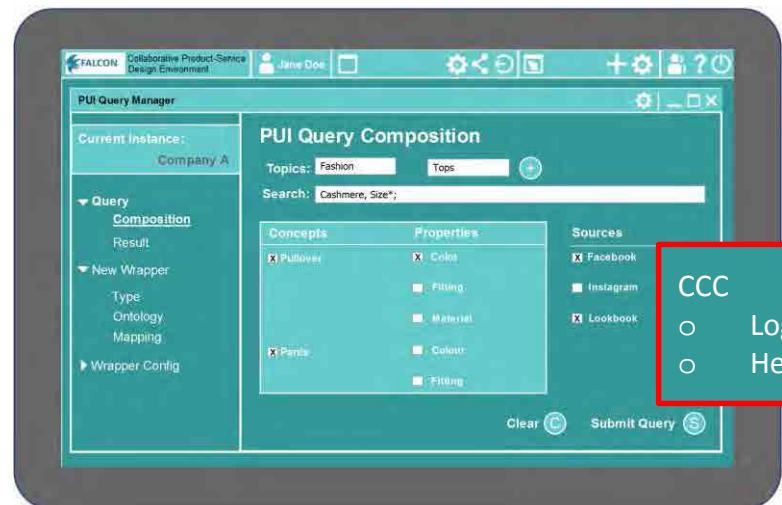 FALCON Collaborative Product-Service Design Environment Jane Doe
PUI Query Manager
Current Instance:
Company A
Query
Composition
Result
New Wrapper
Type
Ontology
Mapping
Wrapper Config
PUI Query Composition
Topics: Fashion Tops
Search: Cashmere, Size*;
Concepts Properties Sources
Pullover Color Facebook
Fitting Instagram
Material Lookbook
Pants Colour
Fitting
Clear C Submit Query S
CCC
o Log
o He